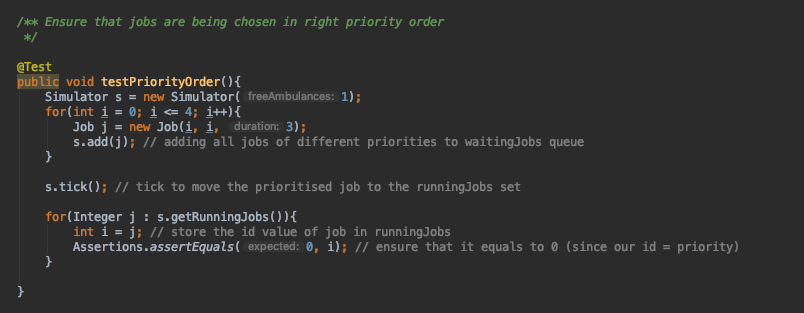 /** Ensure that jobs are being chosen in right priority order
*/
@Test
public void testPriorityOrder(){
Simulator s = new Simulator( freeAmbulances: 1);
for(int i = 0; i <= 4; i++){
Job j = new Job(i, i, duration: 3);
s.add(j); // adding all jobs of different priorities to waitingJobs queue
}
s.tick(); // tick to move the prioritised job to the runningJobs set
for(Integer j : s.getRunningJobs()){
int i = j; // store the id value of job in runningJobs
Assertions.assertEquals( expected: 0, i); // ensure that it equals to 0 (since our id = priority)
}
}